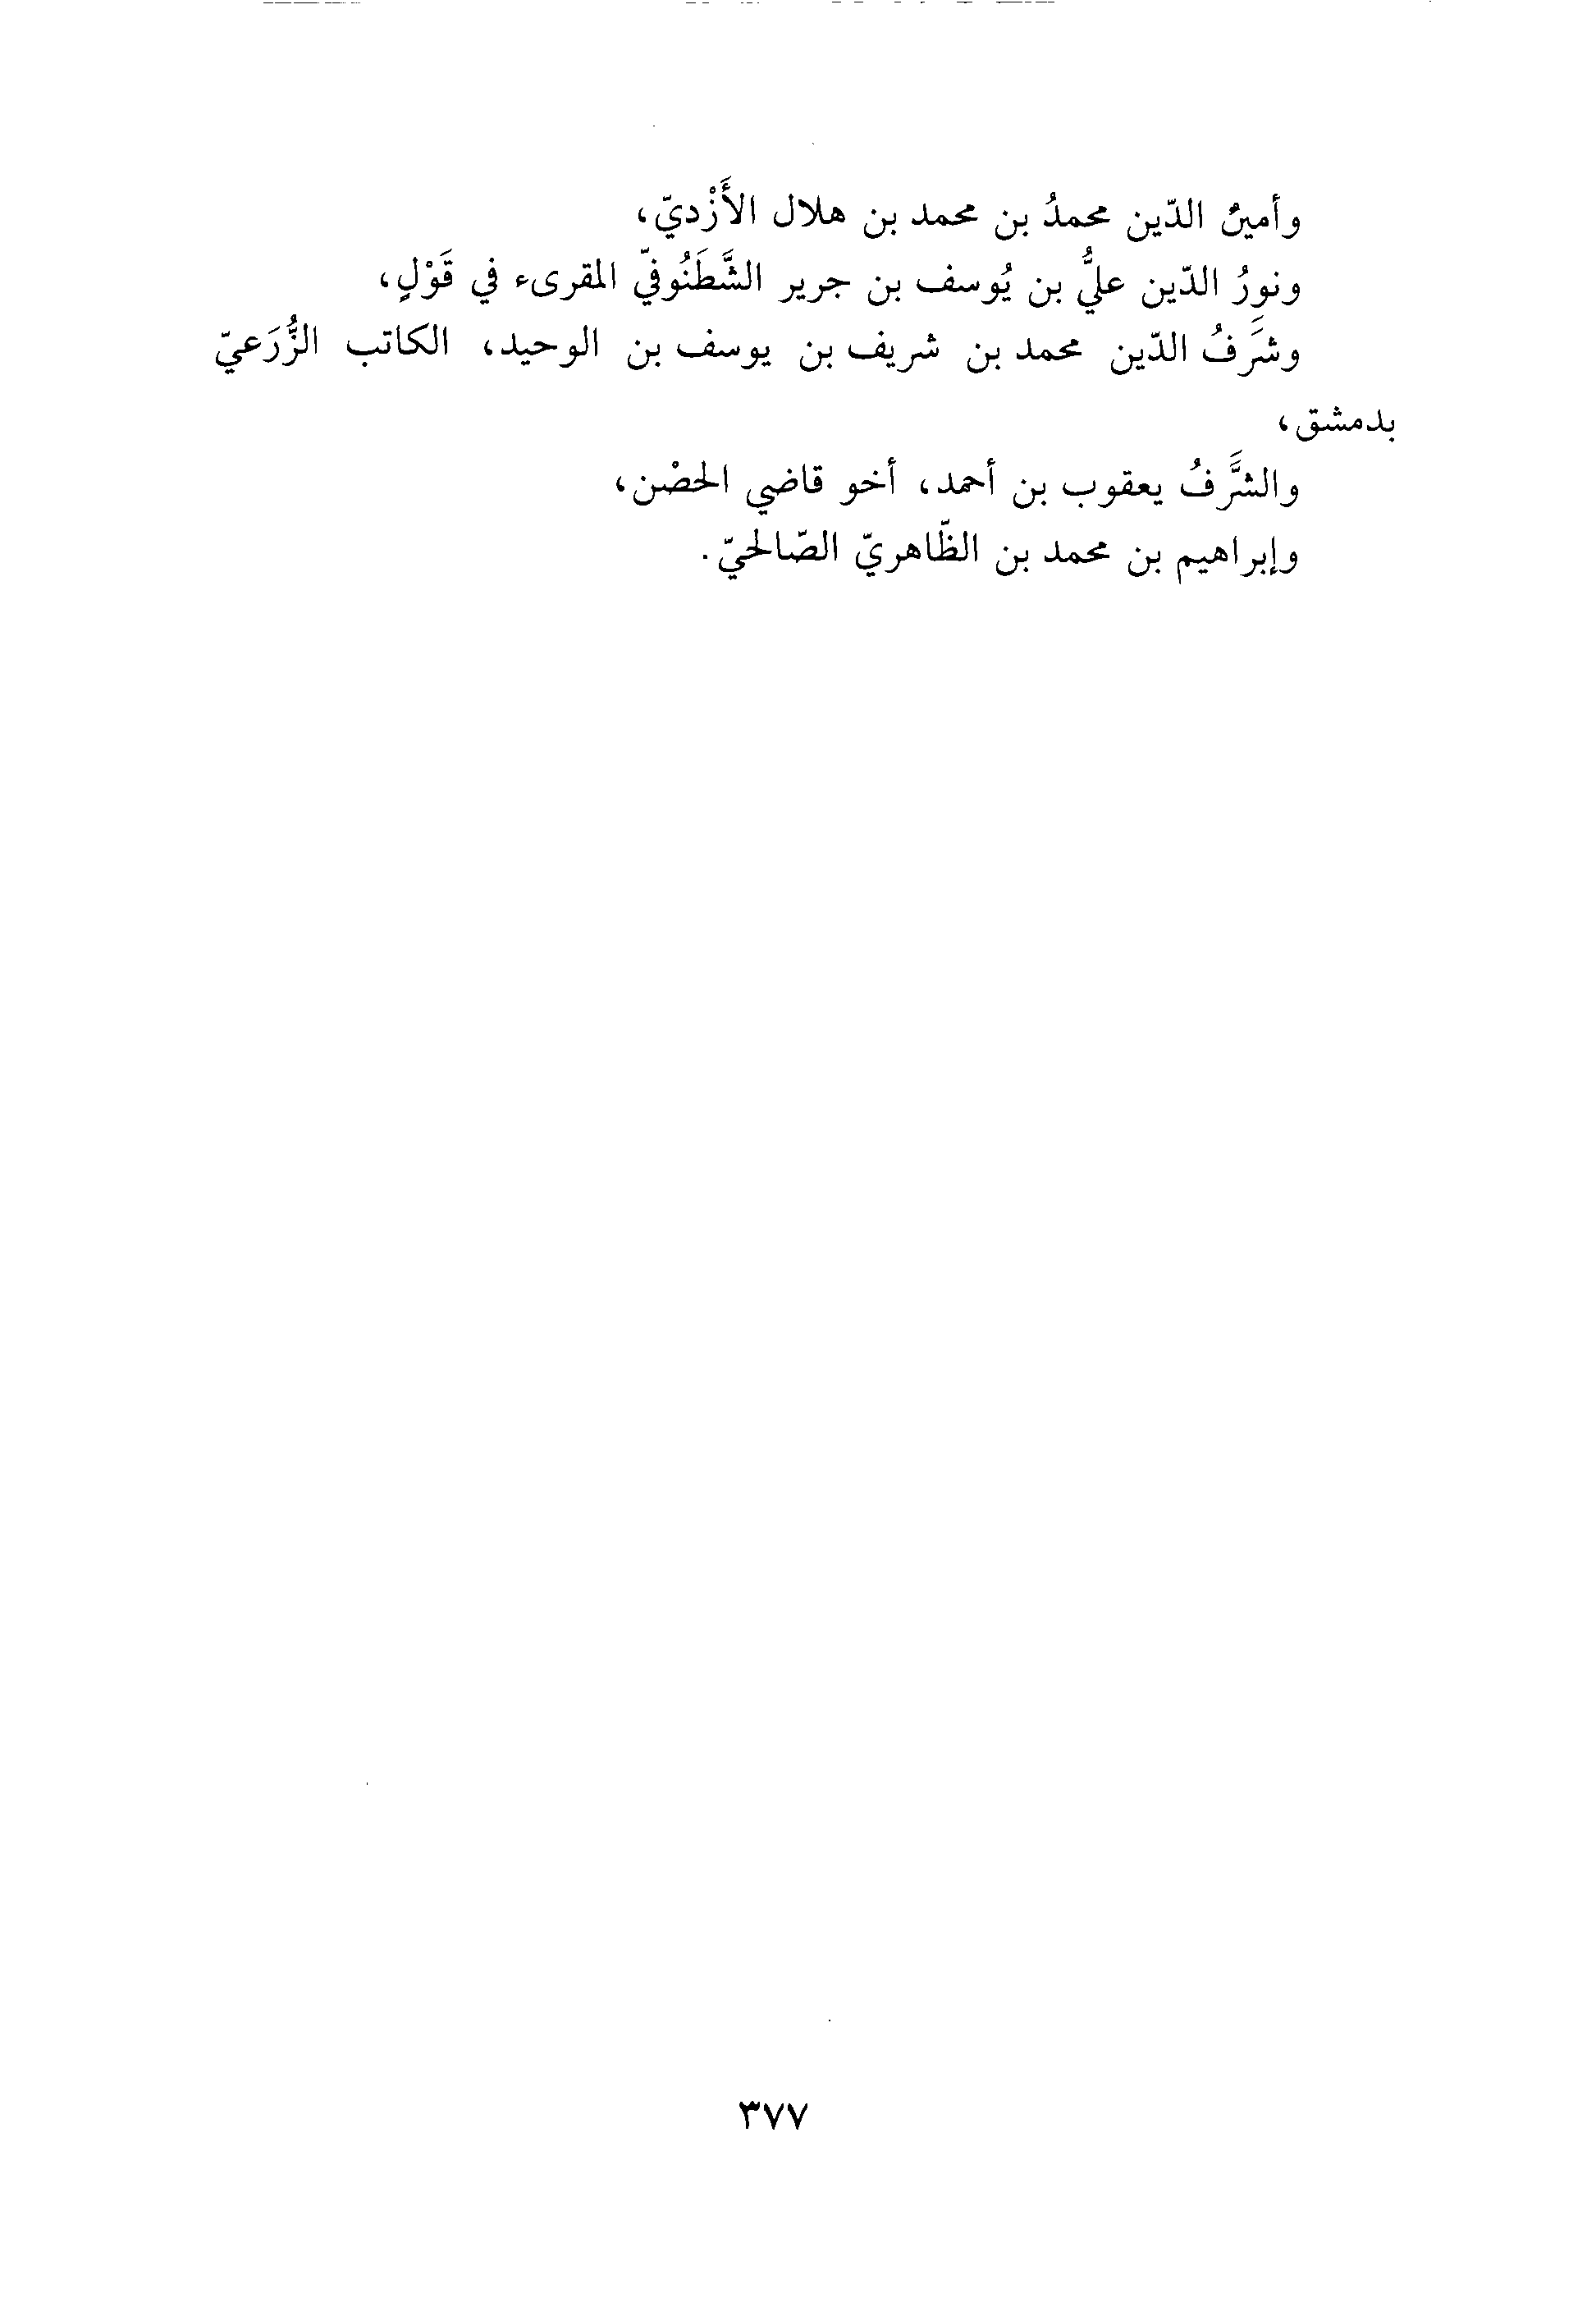 وأمينُ الدّين محمدُ بن محمد بن هلال الأَزْديّ،
ونورُ الدّين عليُّ بن يُوسف بن جرير الشَّطَنُوفيّ المقرىء في قَوْلٍ،
وشَرَفُ الدّين محمد بن شريف بن يوسف بن الوحيد، الكاتب الزُّرَعيّ
بدمشق،
والشَّرَفُ يعقوب بن أحمد، أخو قاضي الحصْن،
وإبراهيم بن محمد بن الظّاهريّ الصّالحيّ.
٣٧٧